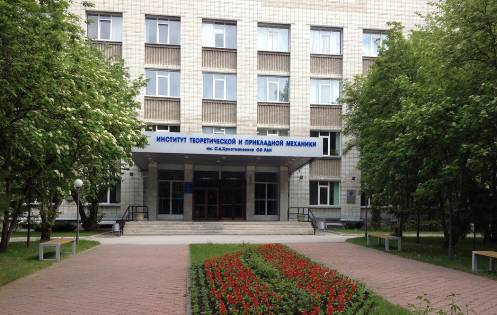 ИНСТИТУТ ТЕОРЕТИЧЕСКОЙ И ПРИКЛАДНОЙ МЕХАНИКИ
им. С.А.Христиановича СО РАН